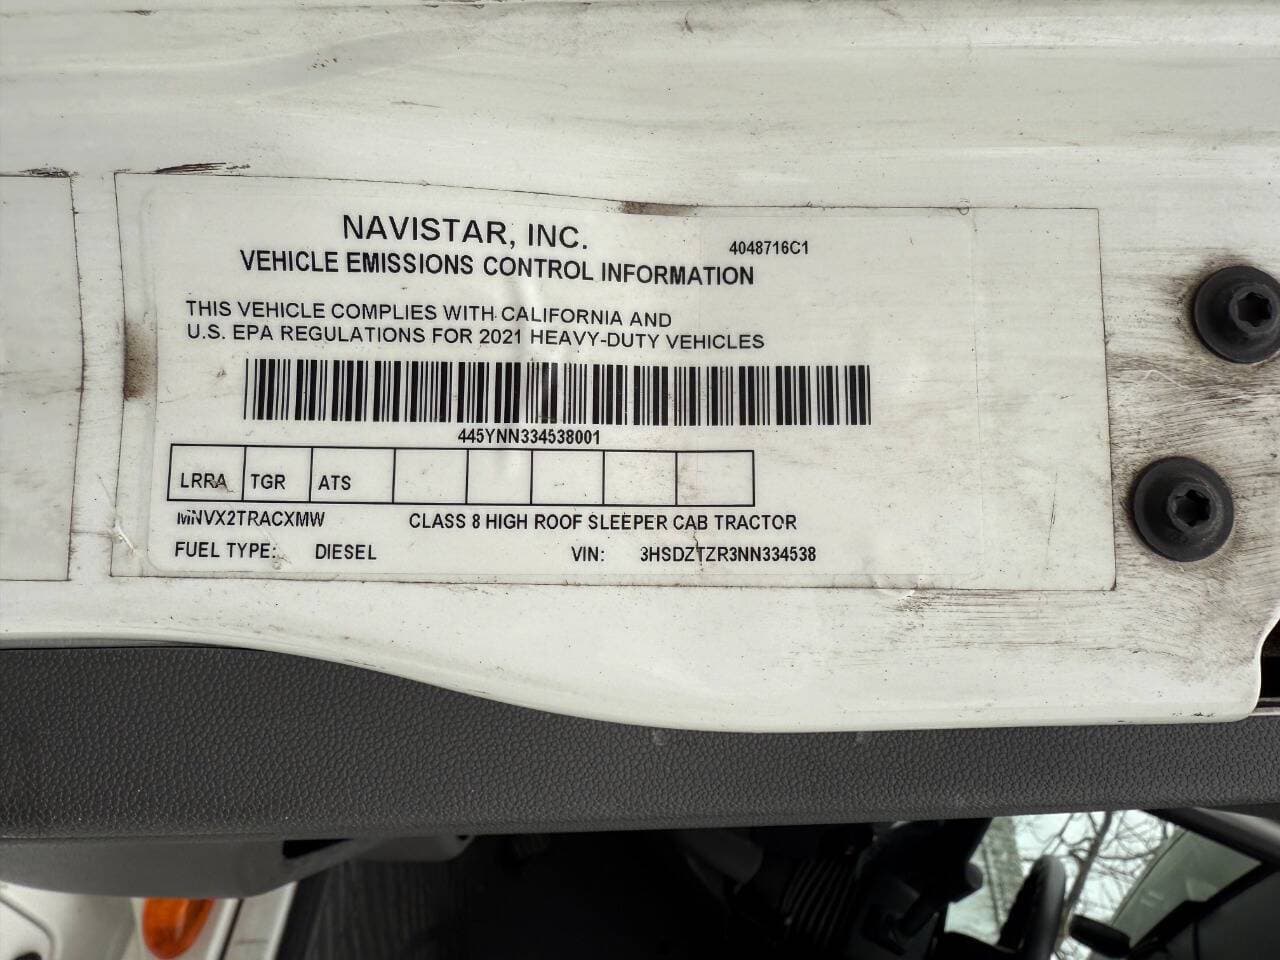 NAVISTAR, INC.
4048716C1
VEHICLE EMISSIONS CONTROL INFORMATION
THIS VEHICLE COMPLIES WITH CALIFORNIA AND
U.S. EPA REGULATIONS FOR 2021 HEAVY-DUTY VEHICLES
445YNN334538001
LRRA TGR ATS
MNVX2TRACXMW CLASS 8 HIGH ROOF SLEEPER CAB TRACTOR
FUEL TYPE: DIESEL VIN: 3HSDZTZR3NN334538